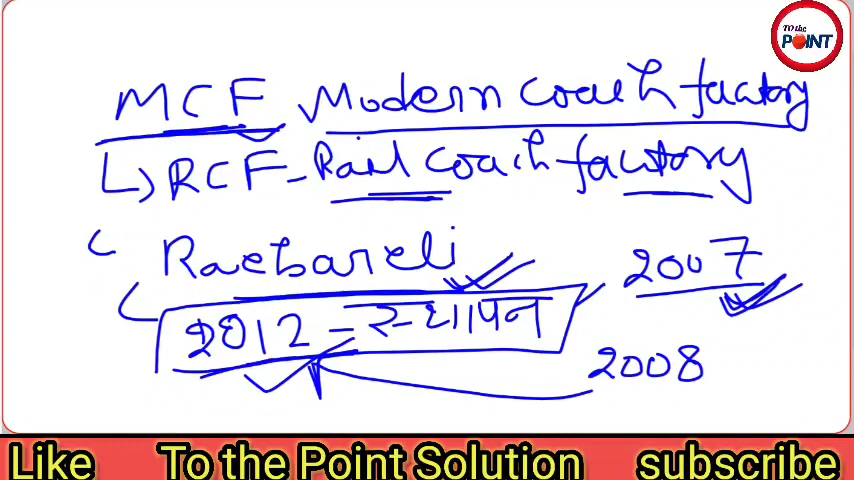 TO the
POINT
MCF Modern coach factory
RCF - Rail coach factory
Raebareli 2007
2012 - स्थापन
2008
Like To the Point Solution subscribe